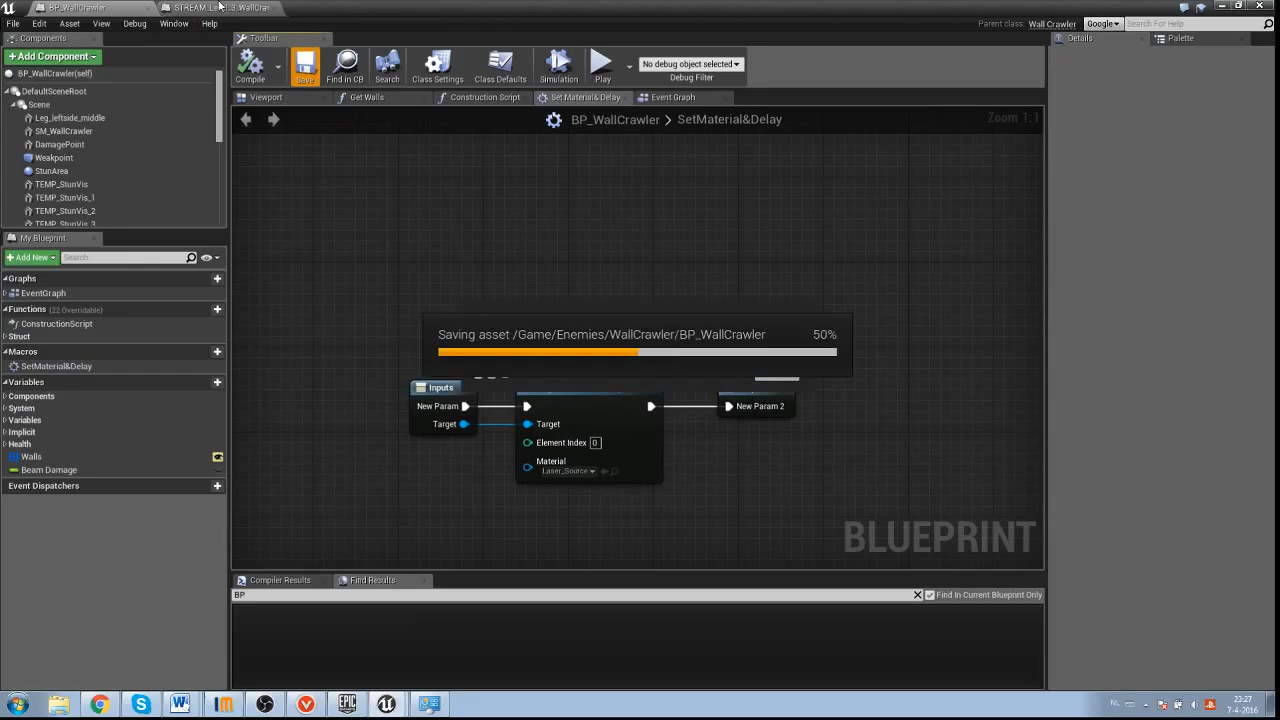 BP_WallCrawler
STREAM_Level_3_WallCra
File Edit Asset View Debug Window Help
Parent class: Wall Crawler Google Search For Help
Components
Toolbar
Details
Palette
+Add Component
Compile Save Find in CB Search Class Settings Class Defaults Simulation Play
No debug object selected
Debug Filter
BP_WallCrawler(self)
DefaultSceneRoot
Scene
Leg_leftside_middle
SM_WallCrawler
DamagePoint
Weakpoint
StunArea
TEMP_StunVis
TEMP_StunVis_1
TEMP_StunVis_2
TEMP_StunVis_3
Viewport Get Walls Construction Script Set Material&Delay Event Graph
BP_WallCrawler > SetMaterial&Delay
Zoom 1:1
My Blueprint
+Add New Search
Graphs
EventGraph
Functions (22 Overridable)
ConstructionScript
Struct
Macros
SetMaterial&Delay
Variables
Components
System
Variables
Implicit
Health
Walls
Beam Damage
Event Dispatchers
Saving asset /Game/Enemies/WallCrawler/BP_WallCrawler 50%
Inputs
New Param
Target
Target
Element Index 0
Material
Laser_Source
New Param 2
BLUEPRINT
Compiler Results Find Results
BP
Find In Current Blueprint Only
NL
23:27
7-4-2016